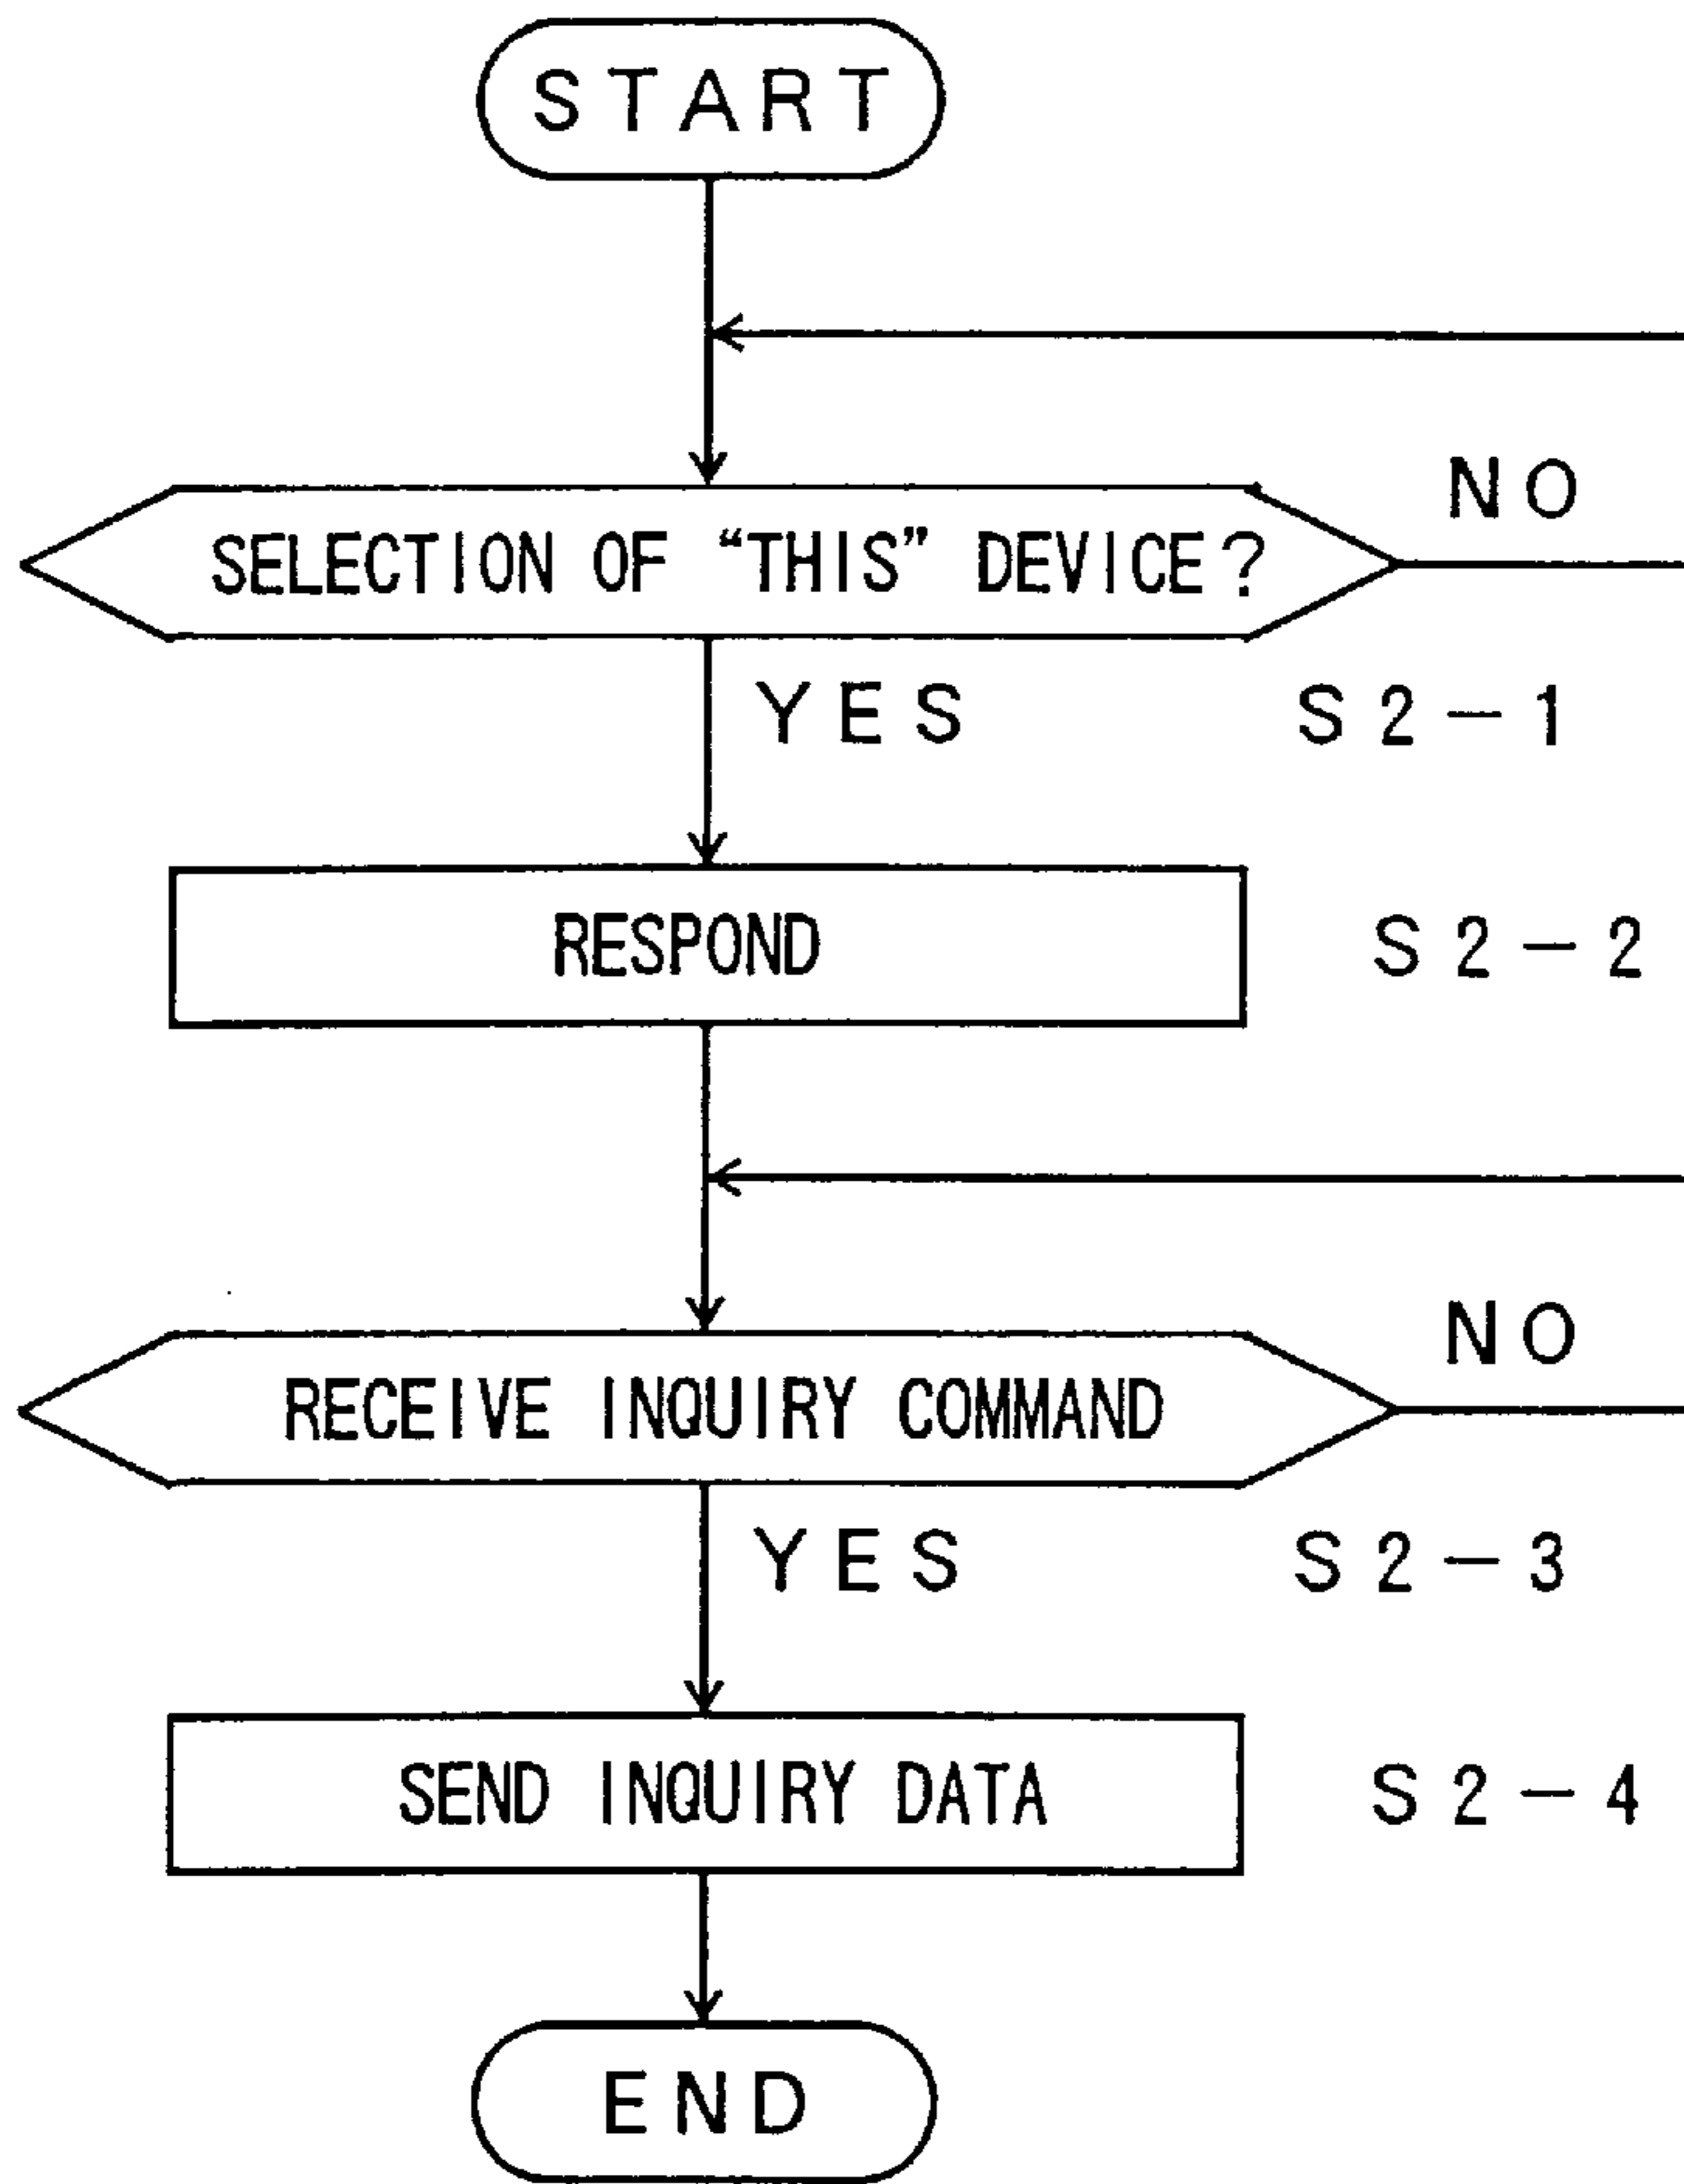 START
NO
SELECTION OF “THIS” DEVICE?
YES
S2-1
RESPOND
S2-2
NO
RECEIVE INQUIRY COMMAND
YES
S2-3
SEND INQUIRY DATA
S2-4
END